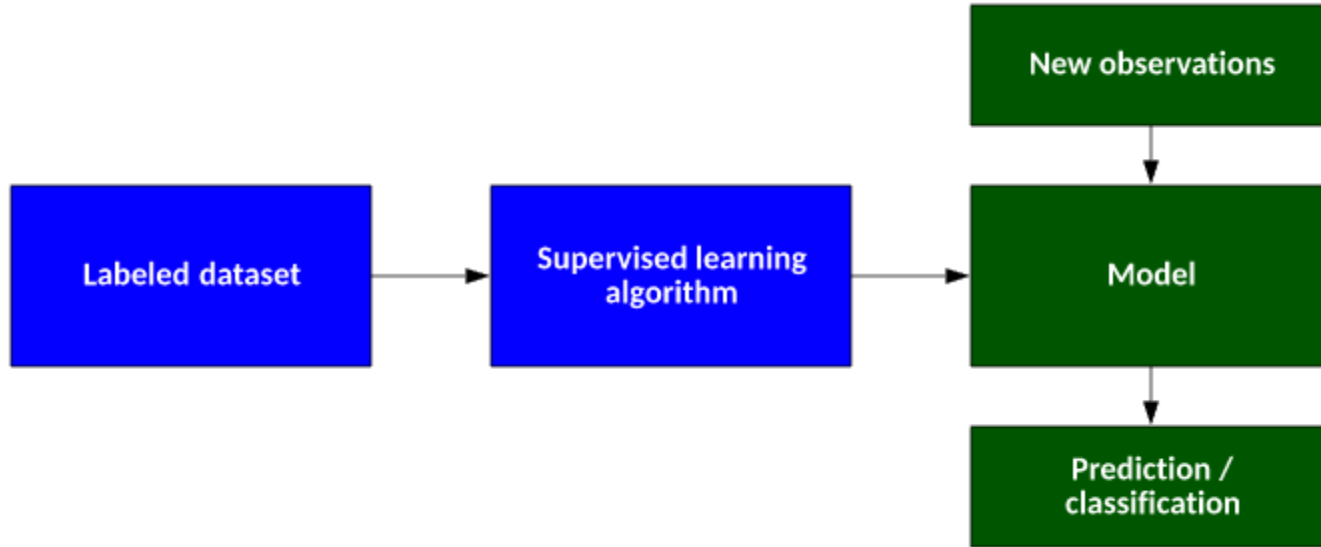 New observations
Labeled dataset
Supervised learning
algorithm
Model
Prediction /
classification